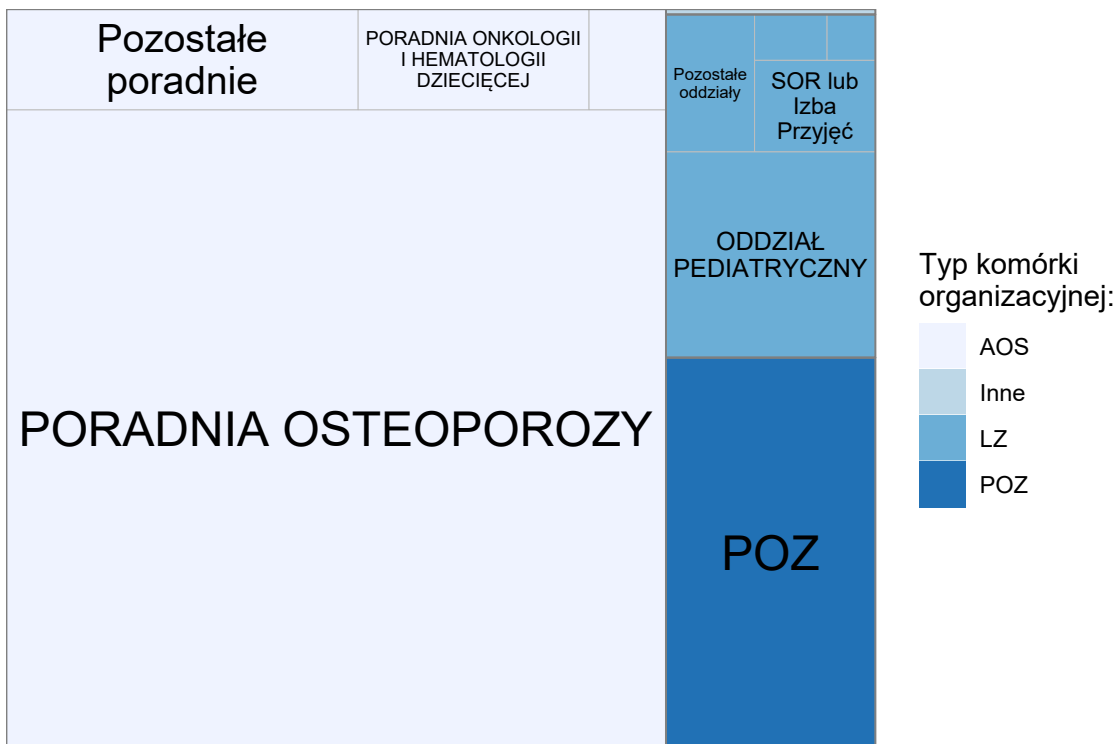 Pozostałe
poradnie
PORADNIA ONKOLOGII
I HEMATOLOGII
DZIECIĘCEJ
Pozostałe
oddziały
SOR lub
Izba
Przyjęć
ODDZIAŁ
PEDIATRYCZNY
PORADNIA OSTEOPOROZY
POZ
Typ komórki
organizacyjnej:
AOS
Inne
LZ
POZ